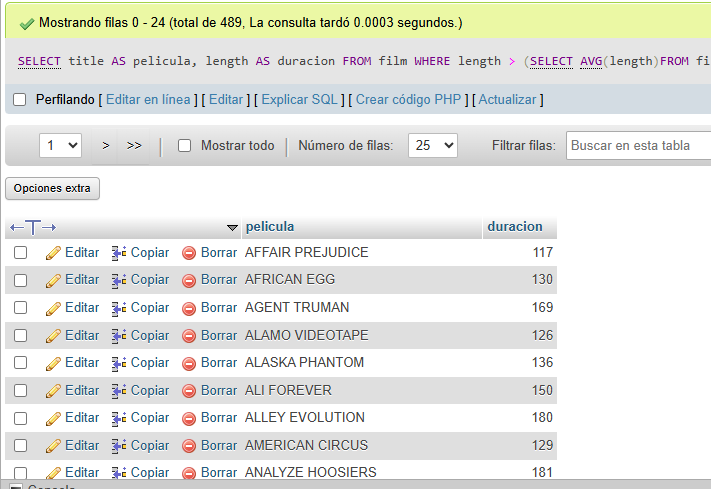 Mostrando filas 0 - 24 (total de 489, La consulta tardó 0.0003 segundos.)
SELECT title AS pelicula, length AS duracion FROM film WHERE length > (SELECT AVG(length)FROM fi
Perfilando [ Editar en línea ] [ Editar ] [ Explicar SQL ] [ Crear código PHP ] [ Actualizar ]
1 > >> Mostrar todo Número de filas: 25 Filtrar filas: Buscar en esta tabla
Opciones extra
←T→ pelicula duracion
Editar Copiar Borrar AFFAIR PREJUDICE 117
Editar Copiar Borrar AFRICAN EGG 130
Editar Copiar Borrar AGENT TRUMAN 169
Editar Copiar Borrar ALAMO VIDEOTAPE 126
Editar Copiar Borrar ALASKA PHANTOM 136
Editar Copiar Borrar ALI FOREVER 150
Editar Copiar Borrar ALLEY EVOLUTION 180
Editar Copiar Borrar AMERICAN CIRCUS 129
Editar Copiar Borrar ANALYZE HOOSIERS 181